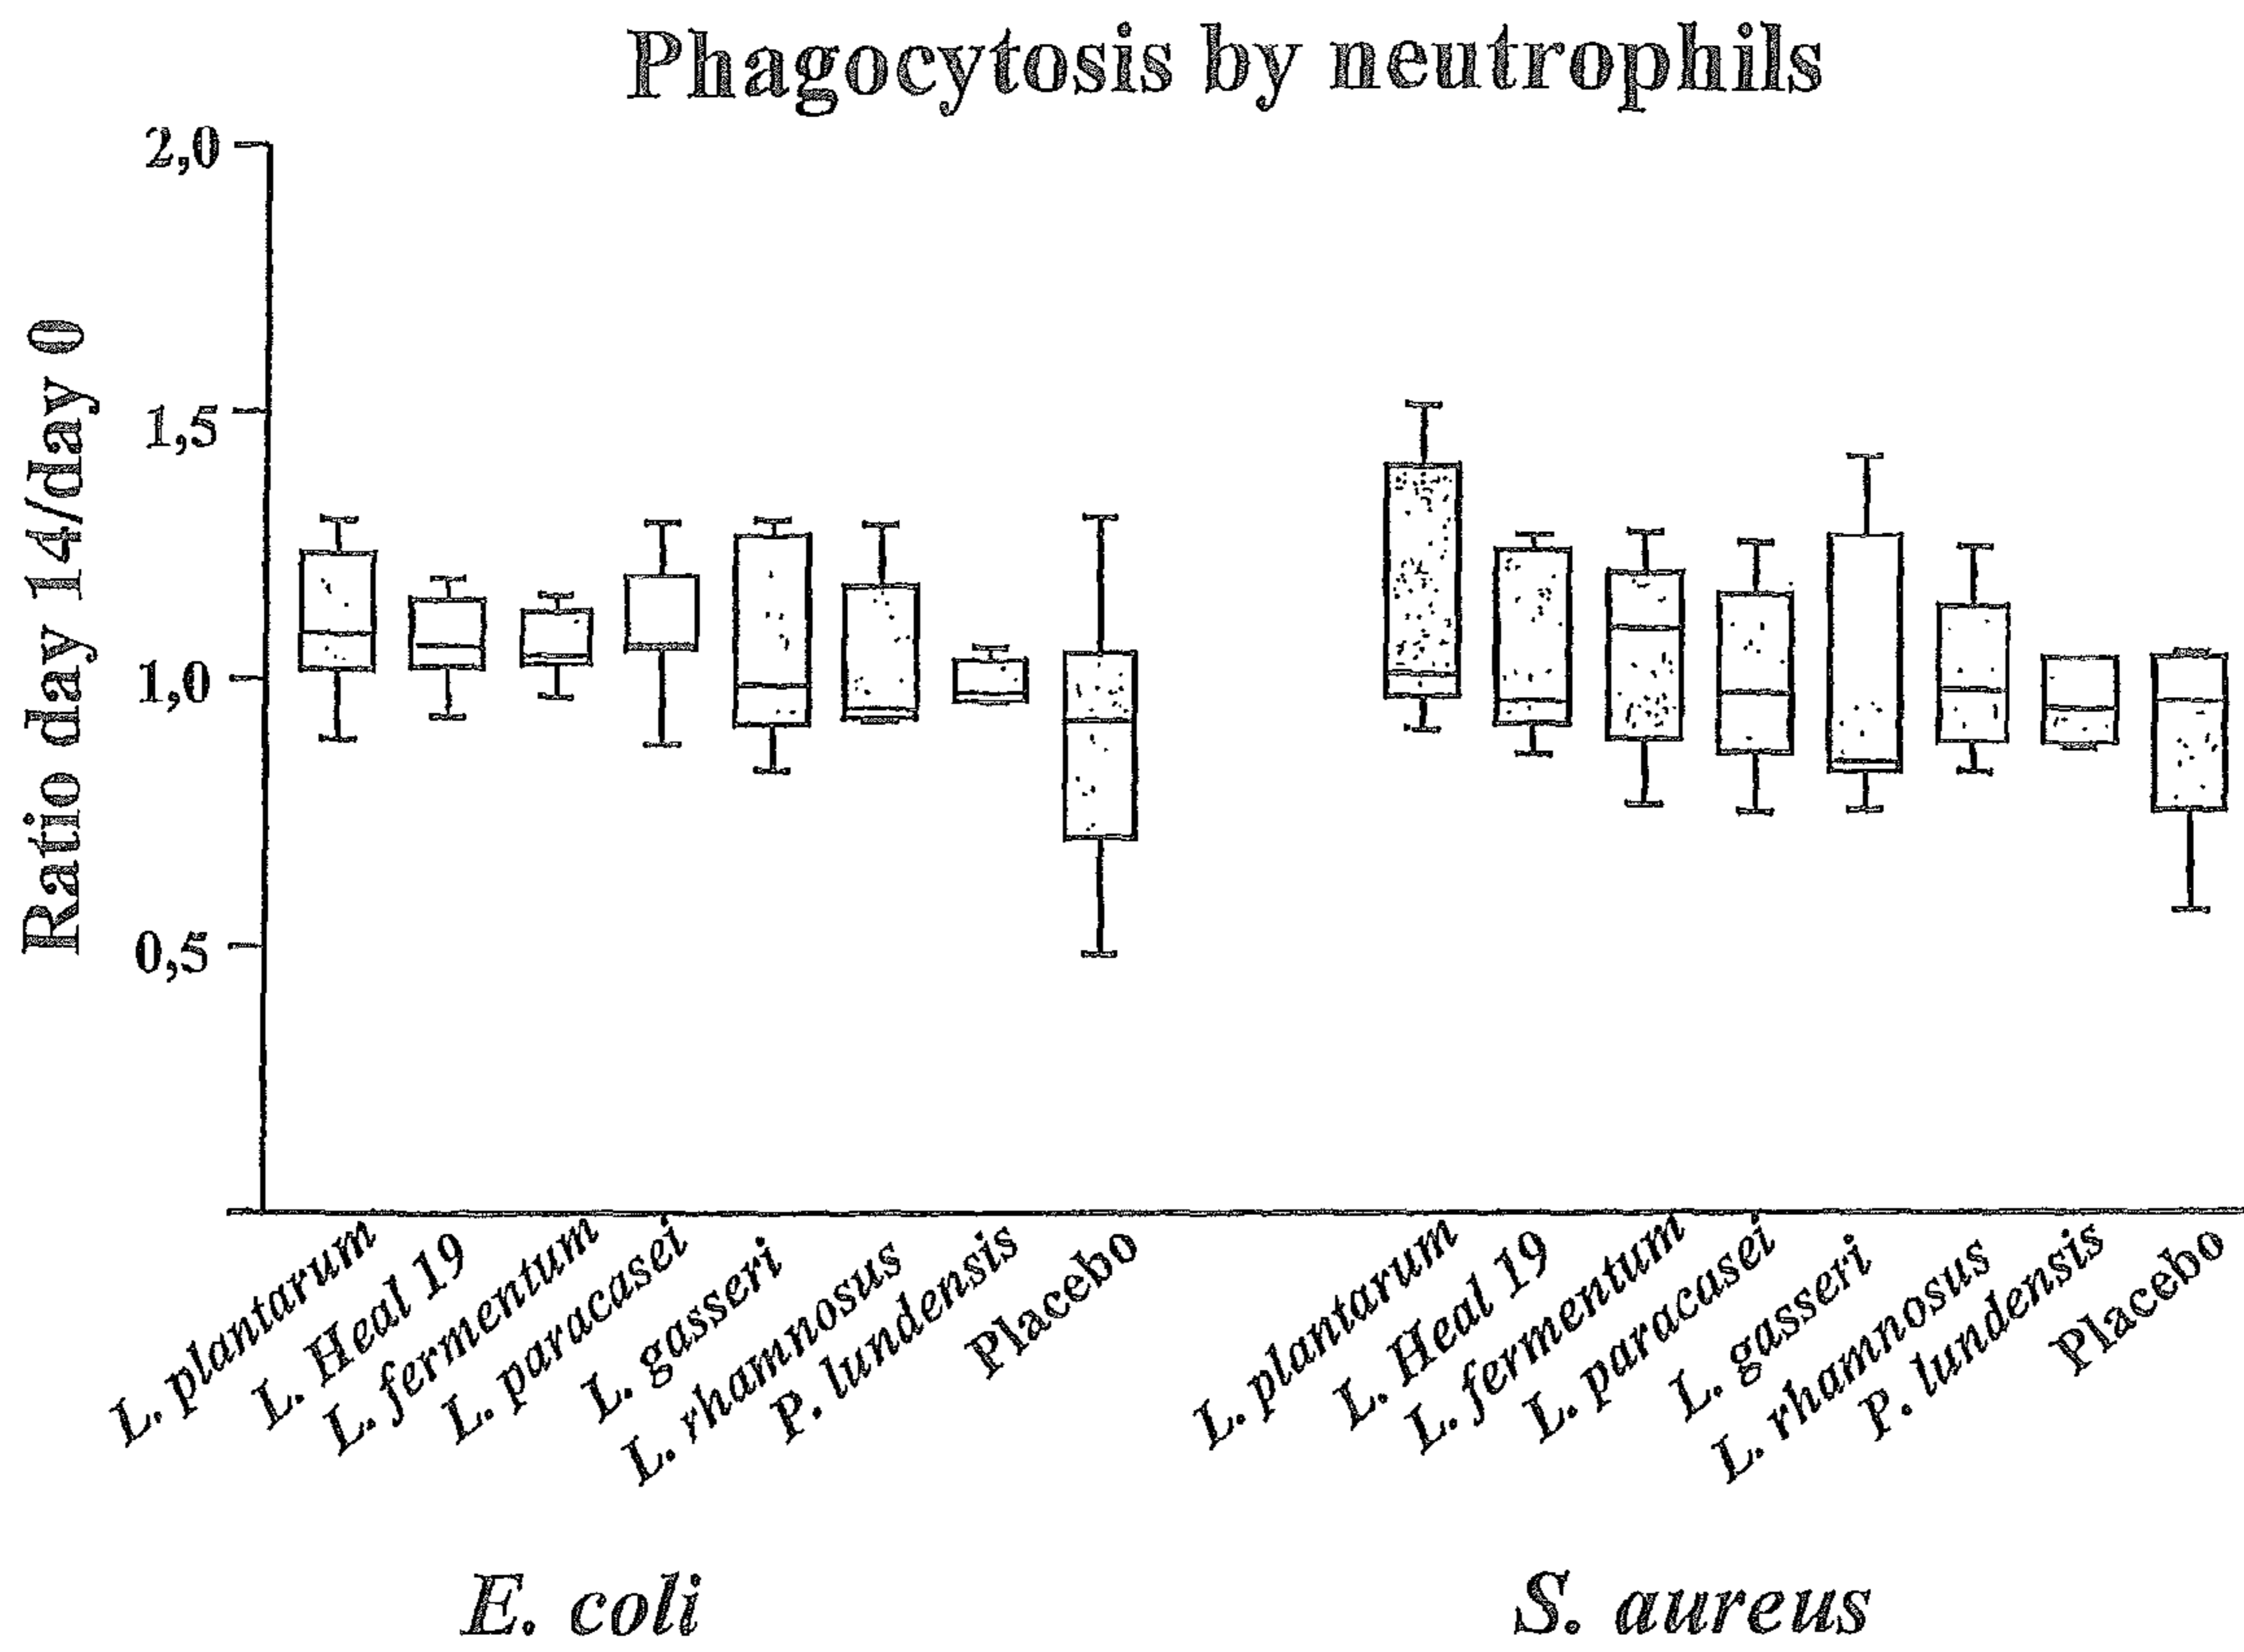 Phagocytosis by neutrophils
Ratio day 14/day 0
2,0
1,5
1,0
0,5
L. plantarum
L. Heal 19
L. fermentum
L. paracasei
L. gasseri
L. rhamnosus
P. lundensis
Placebo
L. plantarum
L. Heal 19
L. fermentum
L. paracasei
L. gasseri
L. rhamnosus
P. lundensis
Placebo
E. coli
S. aureus